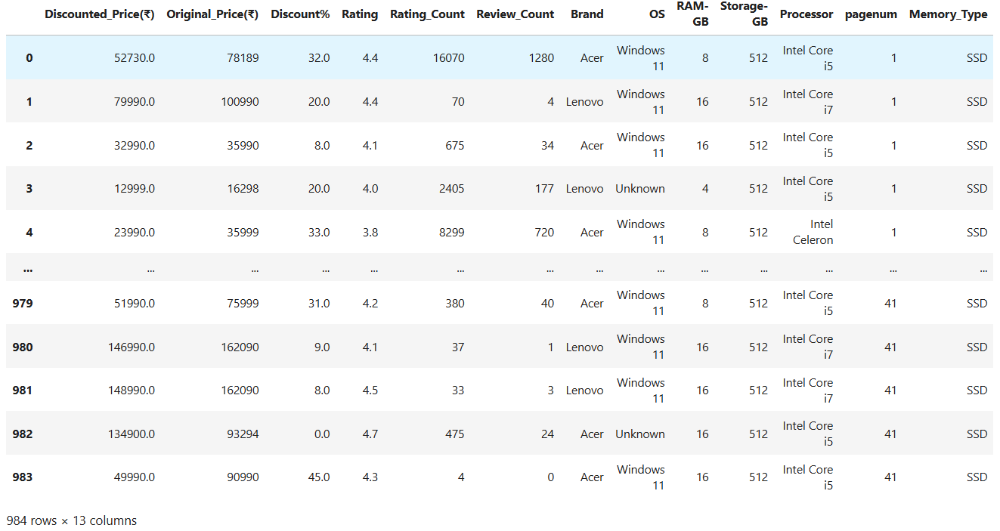 Discounted_Price(₹) Original_Price(₹) Discount% Rating Rating_Count Review_Count Brand OS RAM-GB Storage-GB Processor pagenum Memory_Type
0 52730.0 78189 32.0 4.4 16070 1280 Acer Windows 11 8 512 Intel Core i5 1 SSD
1 79990.0 100990 20.0 4.4 70 4 Lenovo Windows 11 16 512 Intel Core i7 1 SSD
2 32990.0 35990 8.0 4.1 675 34 Acer Windows 11 16 512 Intel Core i5 1 SSD
3 12999.0 16298 20.0 4.0 2405 177 Lenovo Unknown 4 512 Intel Core i5 1 SSD
4 23990.0 35999 33.0 3.8 8299 720 Acer Windows 11 8 512 Intel Celeron 1 SSD
... ... ... ... ... ... ... ... ... ... ... ... ... ...
979 51990.0 75999 31.0 4.2 380 40 Acer Windows 11 8 512 Intel Core i5 41 SSD
980 146990.0 162090 9.0 4.1 37 1 Lenovo Windows 11 16 512 Intel Core i7 41 SSD
981 148990.0 162090 8.0 4.5 33 3 Lenovo Windows 11 16 512 Intel Core i7 41 SSD
982 134900.0 93294 0.0 4.7 475 24 Acer Unknown 16 512 Intel Core i5 41 SSD
983 49990.0 90990 45.0 4.3 4 0 Acer Windows 11 16 512 Intel Core i5 41 SSD
984 rows × 13 columns